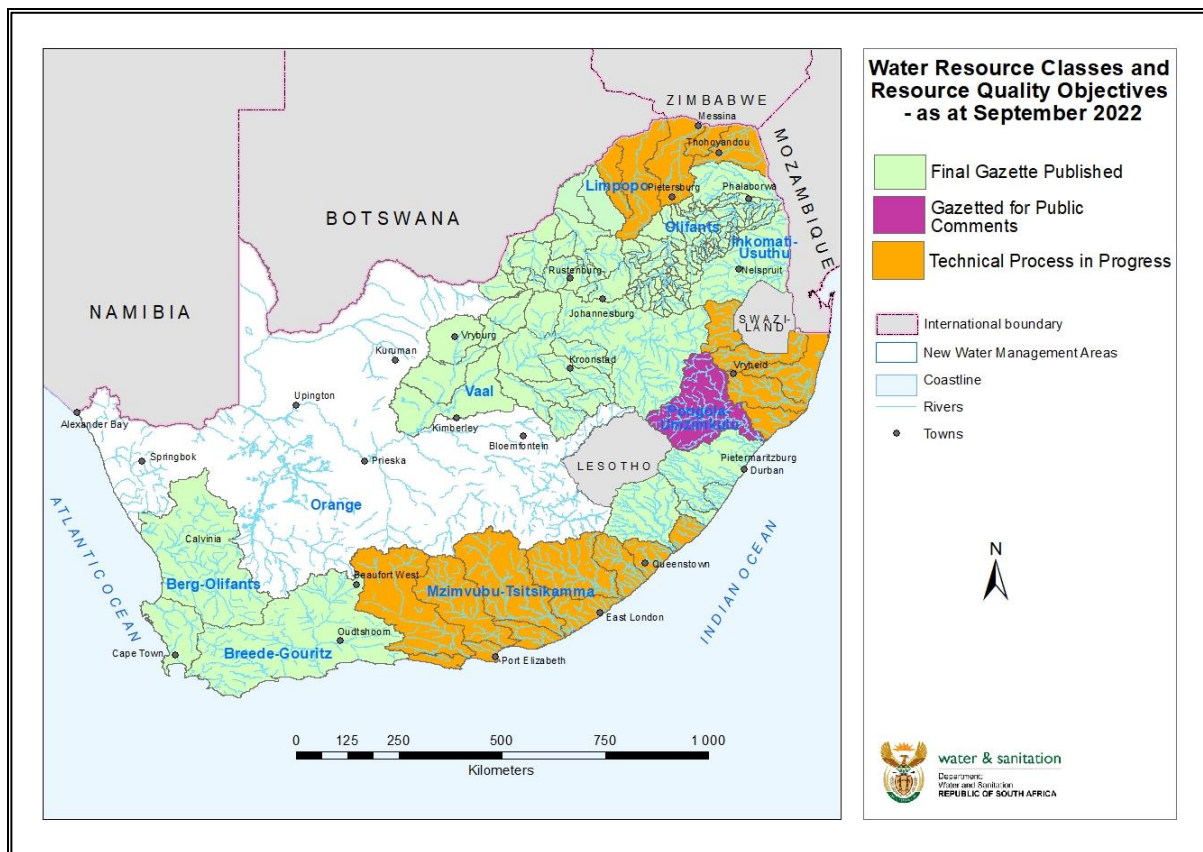 Water Resource Classes and
Resource Quality Objectives
- as at September 2022
Final Gazette Published
Gazetted for Public
Comments
Technical Process in Progress
International boundary
New Water Management Areas
Coastline
Rivers
Towns
N
water & sanitation
Department:
Water and Sanitation
REPUBLIC OF SOUTH AFRICA
ZIMBABWE
Messina
Thohoyandou
MOZAMBIQUE
Limpopo
Pietersburg
Phalaborwa
BOTSWANA
Olifants
Inkomati-
Usuthu
Rustenburg
Nelspruit
NAMIBIA
Johannesburg
SWAZI-
LAND
Vryburg
Kuruman
Kroonstad
Vryheid
Vaal
Upington
Pongola-
Umzimkulu
Alexander Bay
Kimberley
Bloemfontein
Springbok
Prieska
LESOTHO
Pietermaritzburg
Durban
Orange
ATLANTIC OCEAN
INDIAN OCEAN
Calvinia
Queenstown
Berg-Olifants
Beaufort West
Mzimvubu-Tsitsikamma
East London
Oudtshoorn
Cape Town
Breede-Gouritz
Port Elizabeth
0 125 250 500 750 1 000
Kilometers